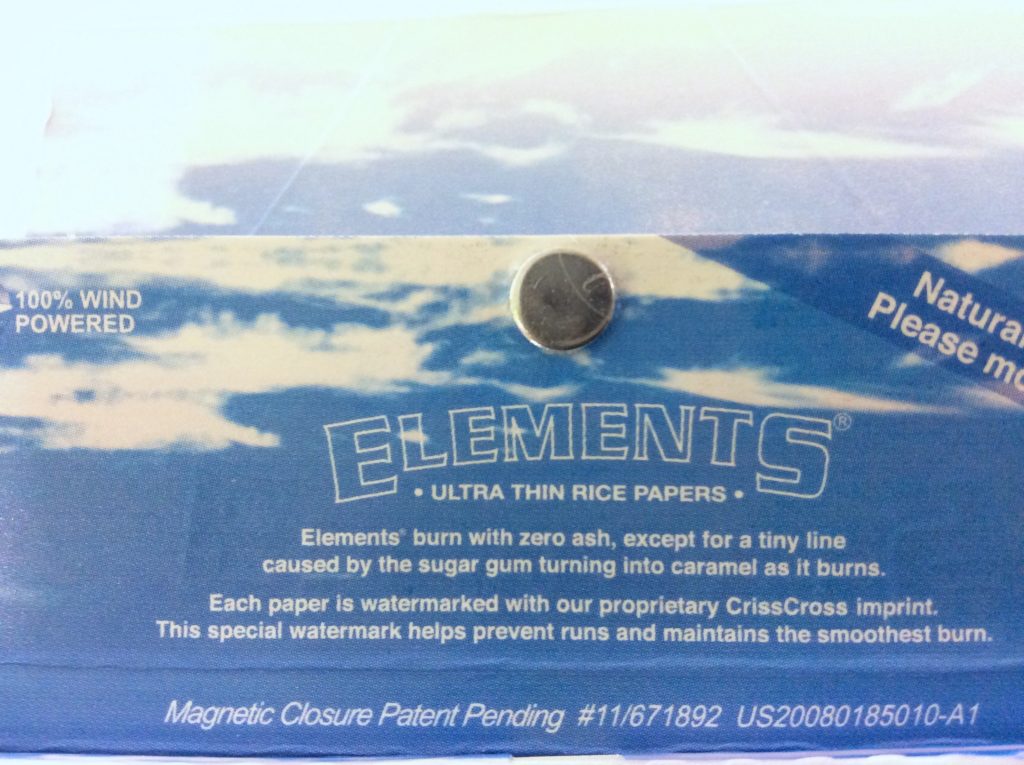 100% WIND
POWERED
Natural
Please
ELEMENTS®
• ULTRA THIN RICE PAPERS •
Elements® burn with zero ash, except for a tiny line
caused by the sugar gum turning into caramel as it burns.
Each paper is watermarked with our proprietary CrissCross imprint.
This special watermark helps prevent runs and maintains the smoothest burn.
Magnetic Closure Patent Pending #11/671892 US20080185010-A1